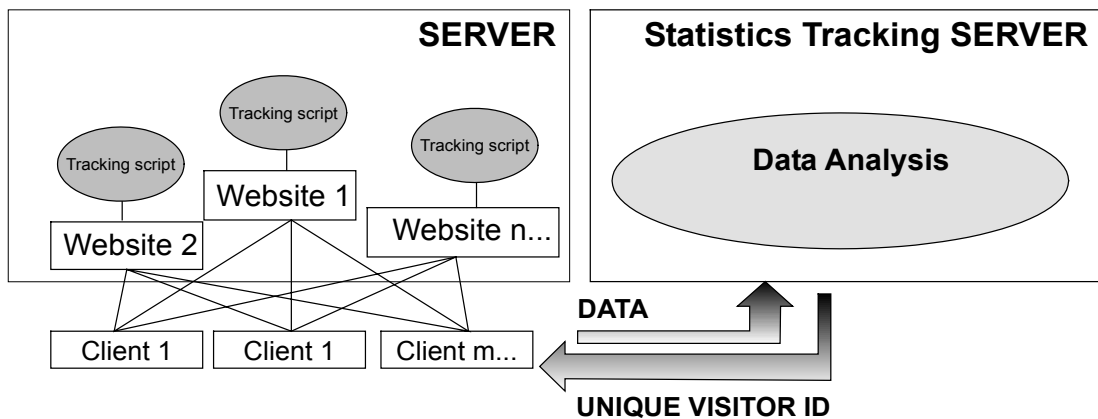 SERVER
Statistics Tracking SERVER
Tracking script
Tracking script
Tracking script
Data Analysis
Website 1
Website 2
Website n...
DATA
Client 1
Client 1
Client m...
UNIQUE VISITOR ID